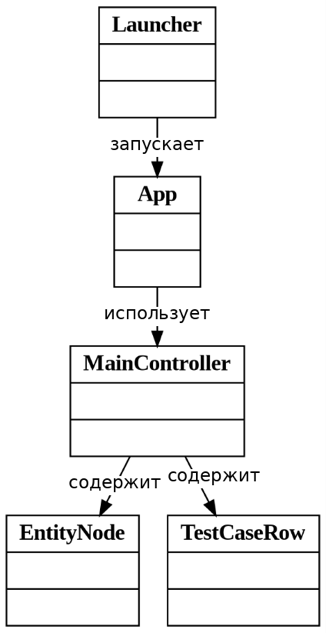 Launcher
запускает
App
использует
MainController
содержит
содержит
EntityNode
TestCaseRow